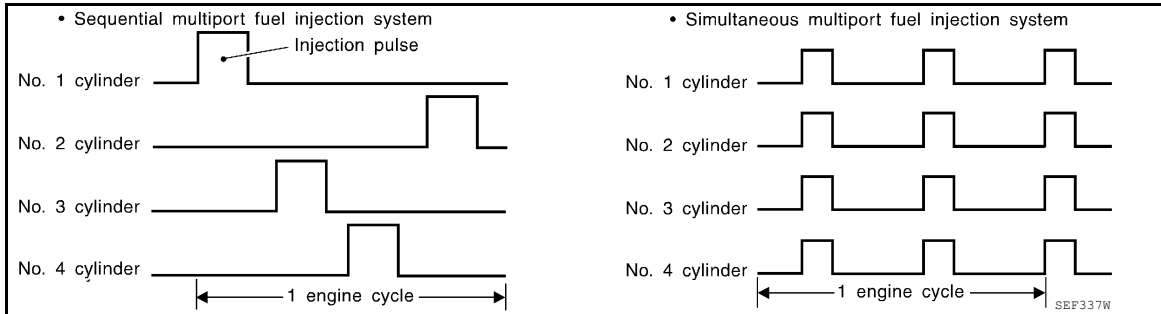 • Sequential multiport fuel injection system
Injection pulse
No. 1 cylinder
No. 2 cylinder
No. 3 cylinder
No. 4 cylinder
1 engine cycle
• Simultaneous multiport fuel injection system
No. 1 cylinder
No. 2 cylinder
No. 3 cylinder
No. 4 cylinder
1 engine cycle
SEF337W